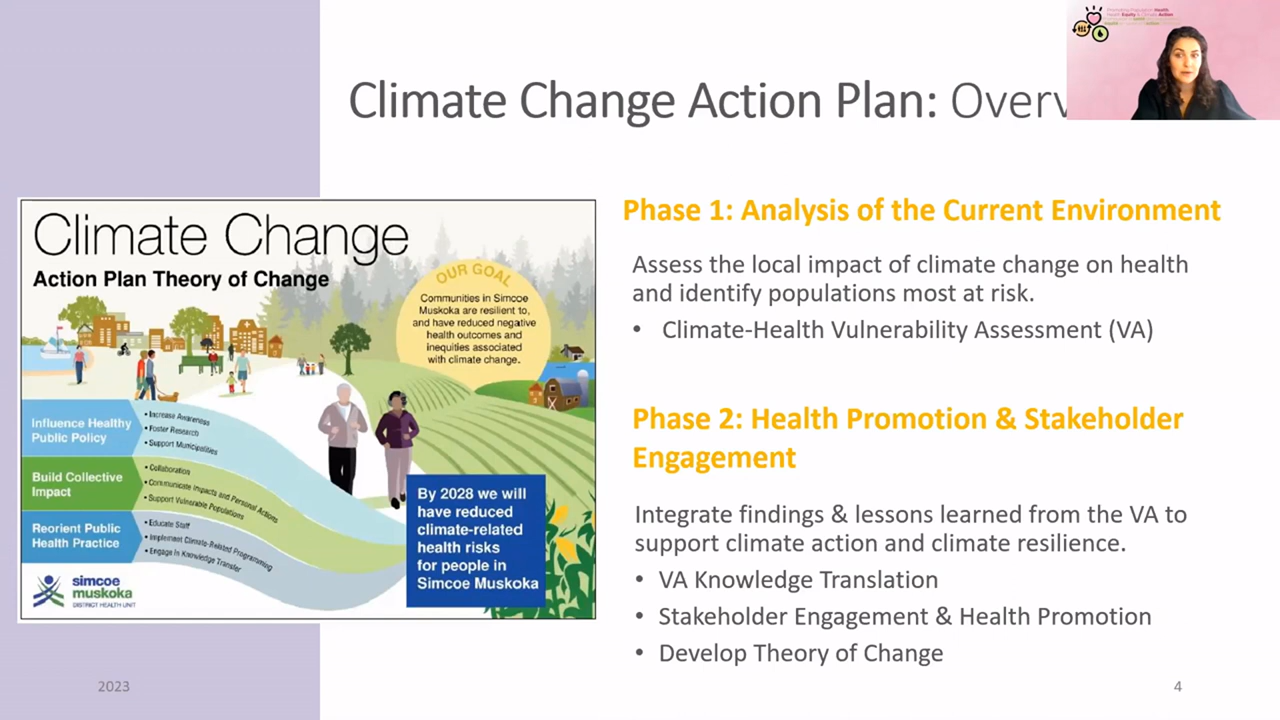 Climate Change Action Plan: Overv
Climate Change
Action Plan Theory of Change
OUR GOAL
Communities in Simcoe
Muskoka are resilient to,
and have reduced negative
health outcomes and
inequities associated
with climate change.
Influence Healthy
Public Policy
• Increase Awareness
• Foster Research
• Support Municipalities
Build Collective
Impact
• Collaboration
• Communicate Impacts and Personal Actions
• Support Vulnerable Populations
Reorient Public
Health Practice
• Educate Staff
• Implement Climate-Related Programming
• Engage in Knowledge Transfer
By 2028 we will
have reduced
climate-related
health risks
for people in
Simcoe Muskoka
simcoe
muskoka
DISTRICT HEALTH UNIT
Phase 1: Analysis of the Current Environment
Assess the local impact of climate change on health
and identify populations most at risk.
• Climate-Health Vulnerability Assessment (VA)
Phase 2: Health Promotion & Stakeholder
Engagement
Integrate findings & lessons learned from the VA to
support climate action and climate resilience.
• VA Knowledge Translation
• Stakeholder Engagement & Health Promotion
• Develop Theory of Change
2023
4